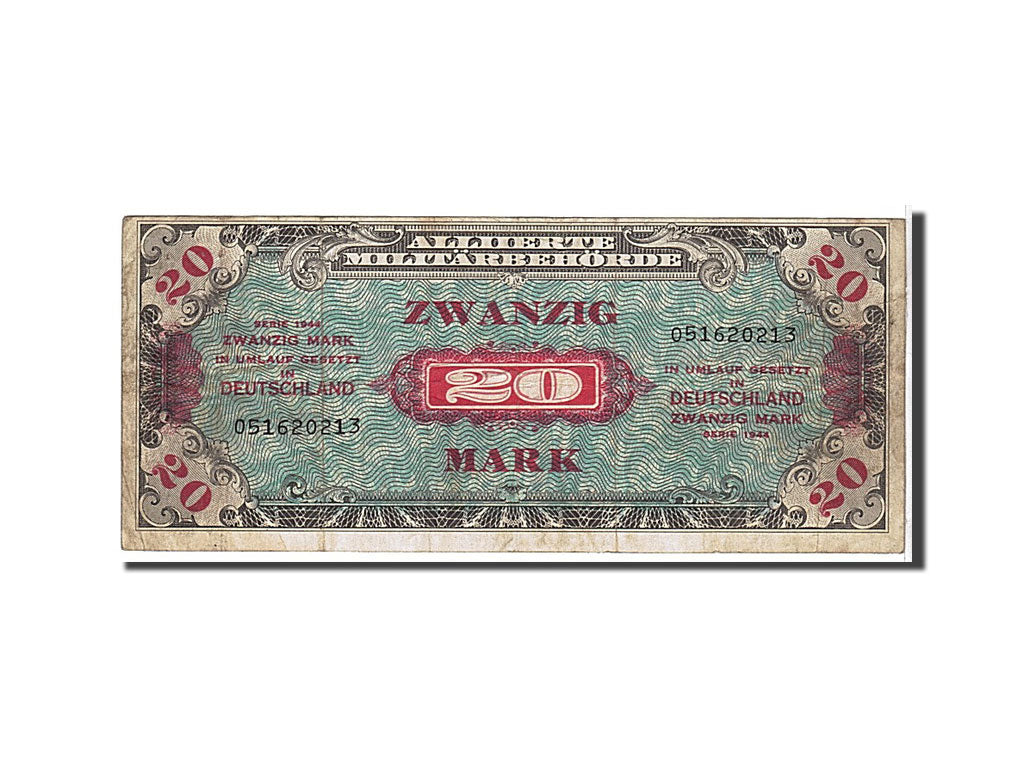 20
ALLIIERTE
MILITÄRBEHÖRDE
20
ZWANZIG
SERIE 1944
ZWANZIG MARK
IN UMLAUF GESETZT
IN
DEUTSCHLAND
051620213
20
051620213
IN UMLAUF GESETZT
IN
DEUTSCHLAND
ZWANZIG MARK
SERIE 1944
MARK
20
20